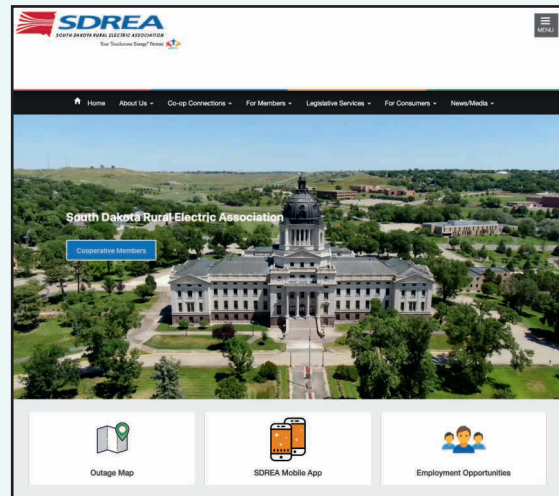 SDREA
SOUTH DAKOTA RURAL ELECTRIC ASSOCIATION
Your Touchstone Energy® Partner
MENU
Home About Us Co-op Connections For Members Legislative Services For Consumers News/Media
South Dakota Rural Electric Association
Cooperative Members
Outage Map SDREA Mobile App Employment Opportunities